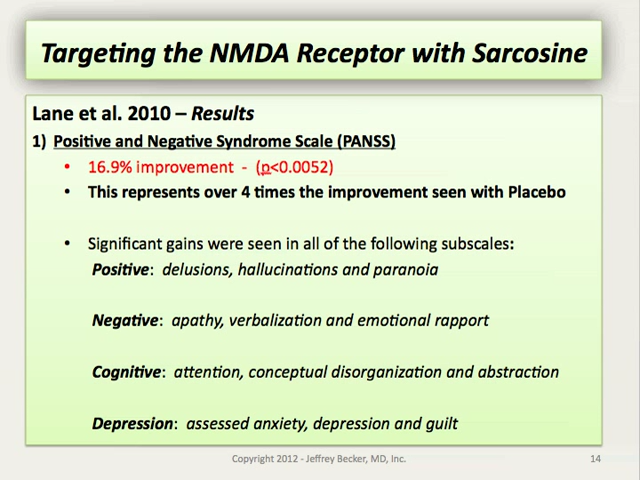 Targeting the NMDA Receptor with Sarcosine
Lane et al. 2010 – Results
1) Positive and Negative Syndrome Scale (PANSS)
• 16.9% improvement - (p<0.0052)
• This represents over 4 times the improvement seen with Placebo
• Significant gains were seen in all of the following subscales:
Positive: delusions, hallucinations and paranoia
Negative: apathy, verbalization and emotional rapport
Cognitive: attention, conceptual disorganization and abstraction
Depression: assessed anxiety, depression and guilt
Copyright 2012 - Jeffrey Becker, MD, Inc.
14